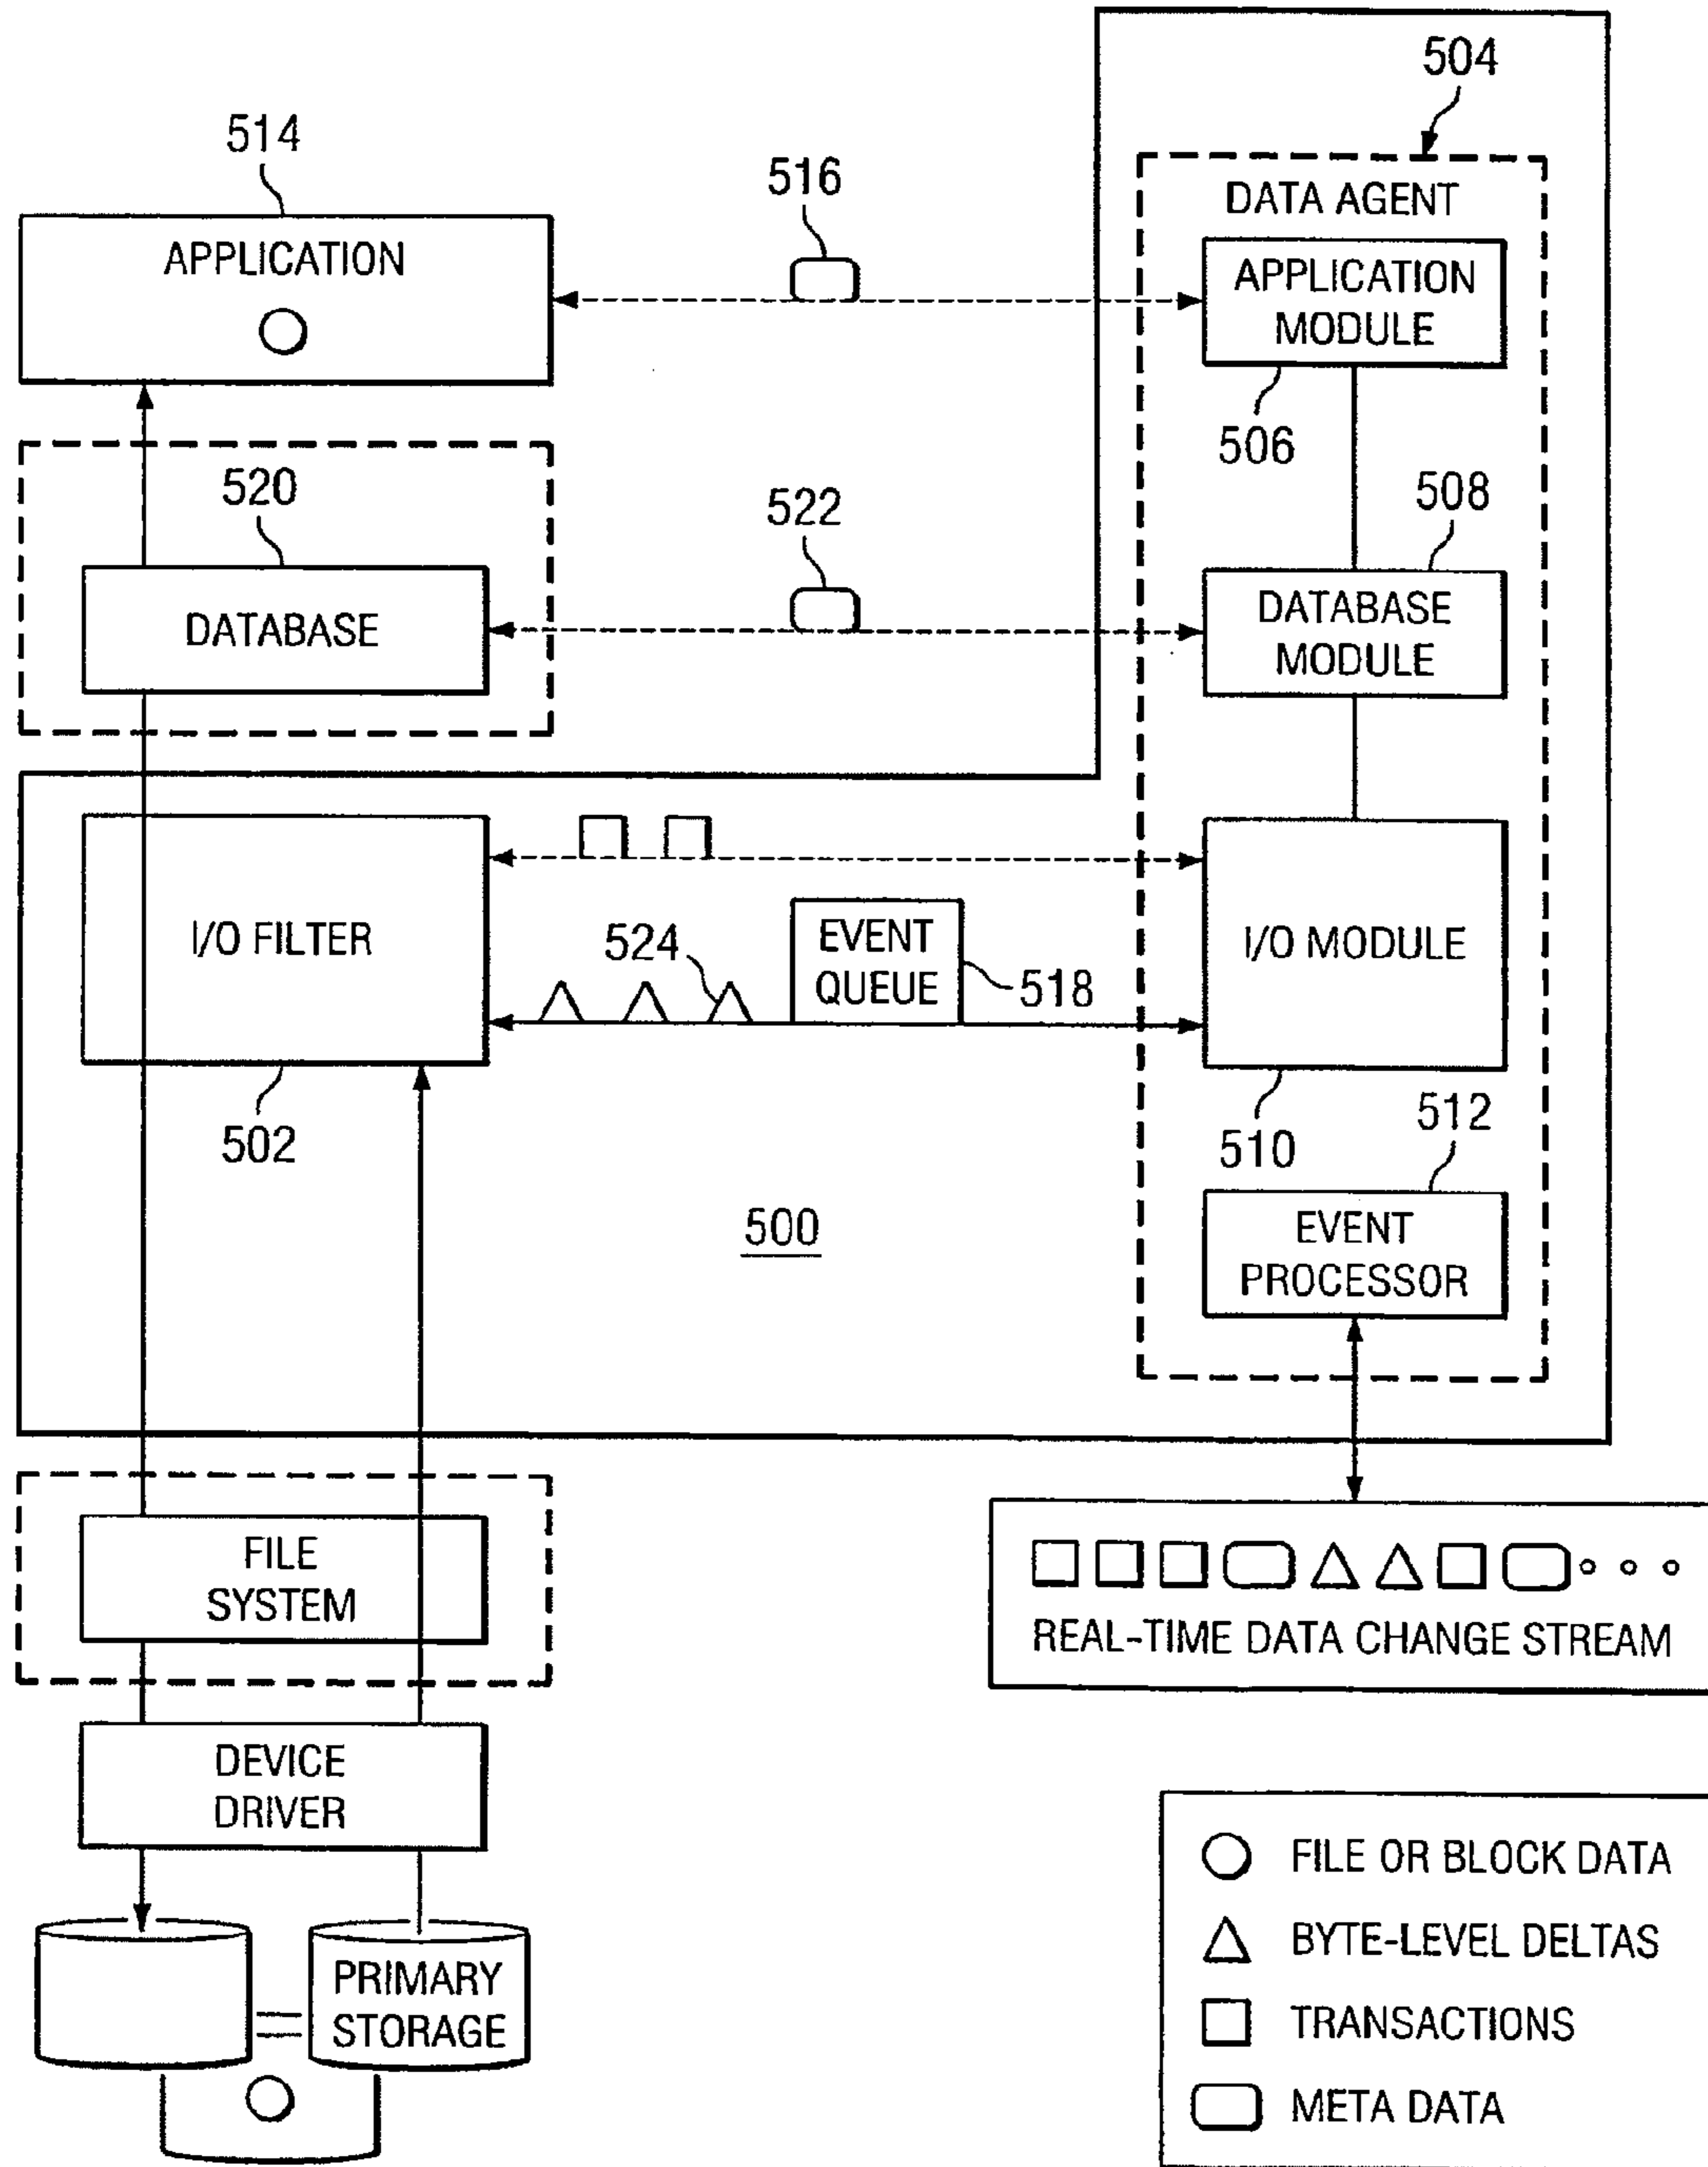 504
514
516
DATA AGENT
APPLICATION
APPLICATION
MODULE
506
520
522
508
DATABASE
DATABASE
MODULE
I/O FILTER
524
EVENT
QUEUE
518
I/O MODULE
502
510
512
500
EVENT
PROCESSOR
FILE
SYSTEM
REAL-TIME DATA CHANGE STREAM
DEVICE
DRIVER
PRIMARY
STORAGE
FILE OR BLOCK DATA
BYTE-LEVEL DELTAS
TRANSACTIONS
META DATA